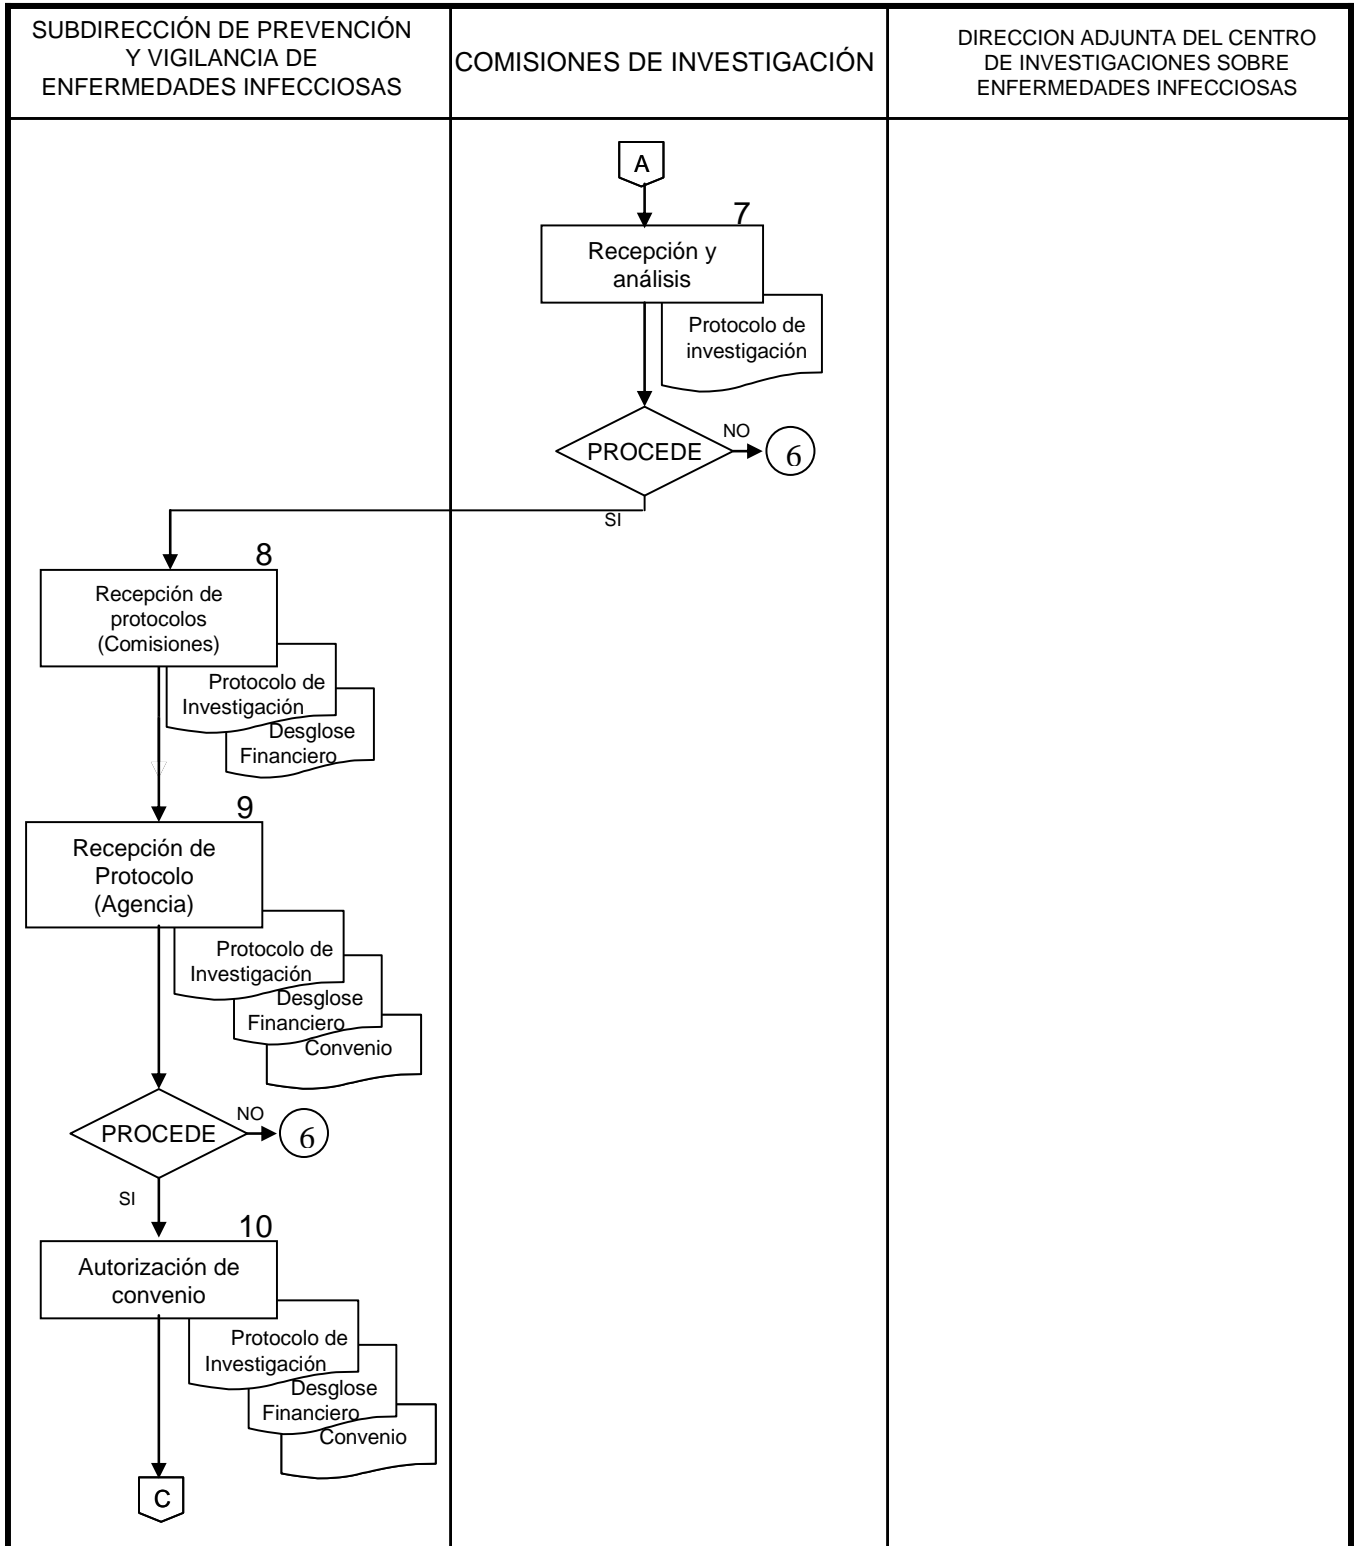 SUBDIRECCIÓN DE PREVENCIÓN
Y VIGILANCIA DE
ENFERMEDADES INFECCIOSAS
COMISIONES DE INVESTIGACIÓN
DIRECCION ADJUNTA DEL CENTRO
DE INVESTIGACIONES SOBRE
ENFERMEDADES INFECCIOSAS
A
7
Recepción y
análisis
Protocolo de
investigación
PROCEDE
NO
6
SI
8
Recepción de
protocolos
(Comisiones)
Protocolo de
Investigación
Desglose
Financiero
9
Recepción de
Protocolo
(Agencia)
Protocolo de
Investigación
Desglose
Financiero
Convenio
PROCEDE
NO
6
SI
10
Autorización de
convenio
Protocolo de
Investigación
Desglose
Financiero
Convenio
C